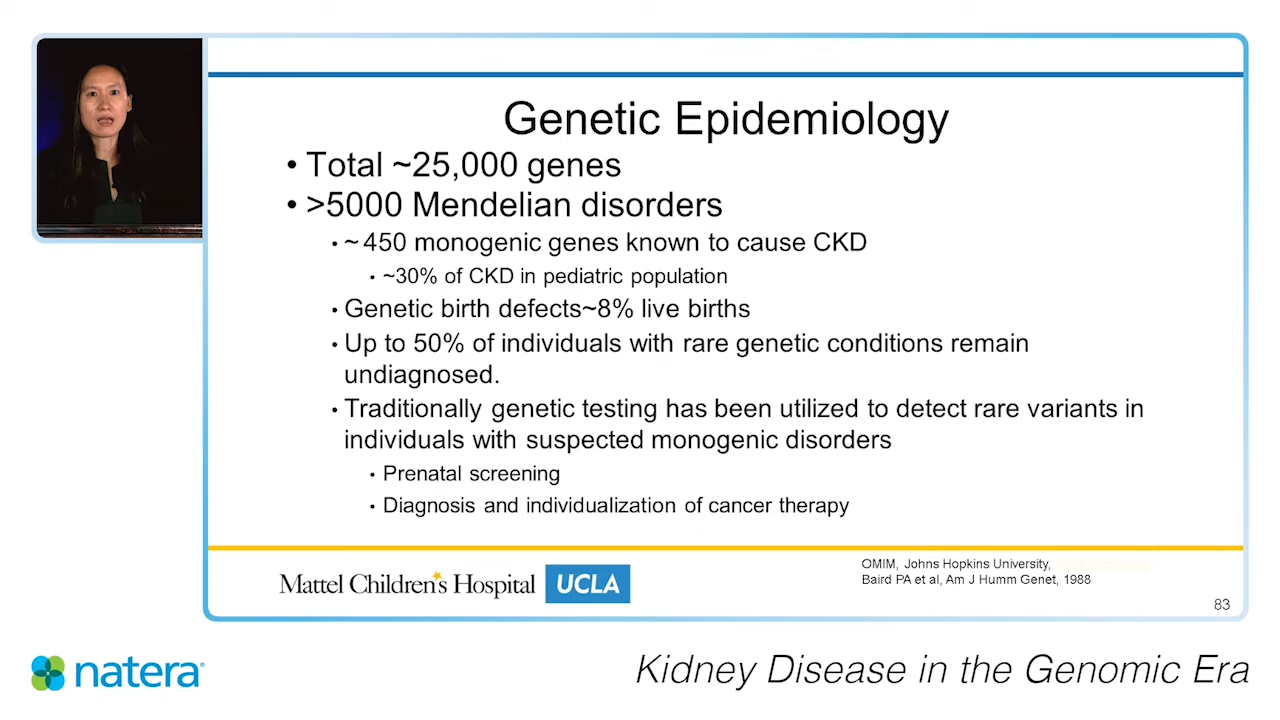 Genetic Epidemiology
• Total ~25,000 genes
• >5000 Mendelian disorders
• ~ 450 monogenic genes known to cause CKD
• ~30% of CKD in pediatric population
• Genetic birth defects~8% live births
• Up to 50% of individuals with rare genetic conditions remain
undiagnosed.
• Traditionally genetic testing has been utilized to detect rare variants in
individuals with suspected monogenic disorders
• Prenatal screening
• Diagnosis and individualization of cancer therapy
Mattel Children's Hospital UCLA
OMIM, Johns Hopkins University,
Baird PA et al, Am J Humm Genet, 1988
83
natera
Kidney Disease in the Genomic Era